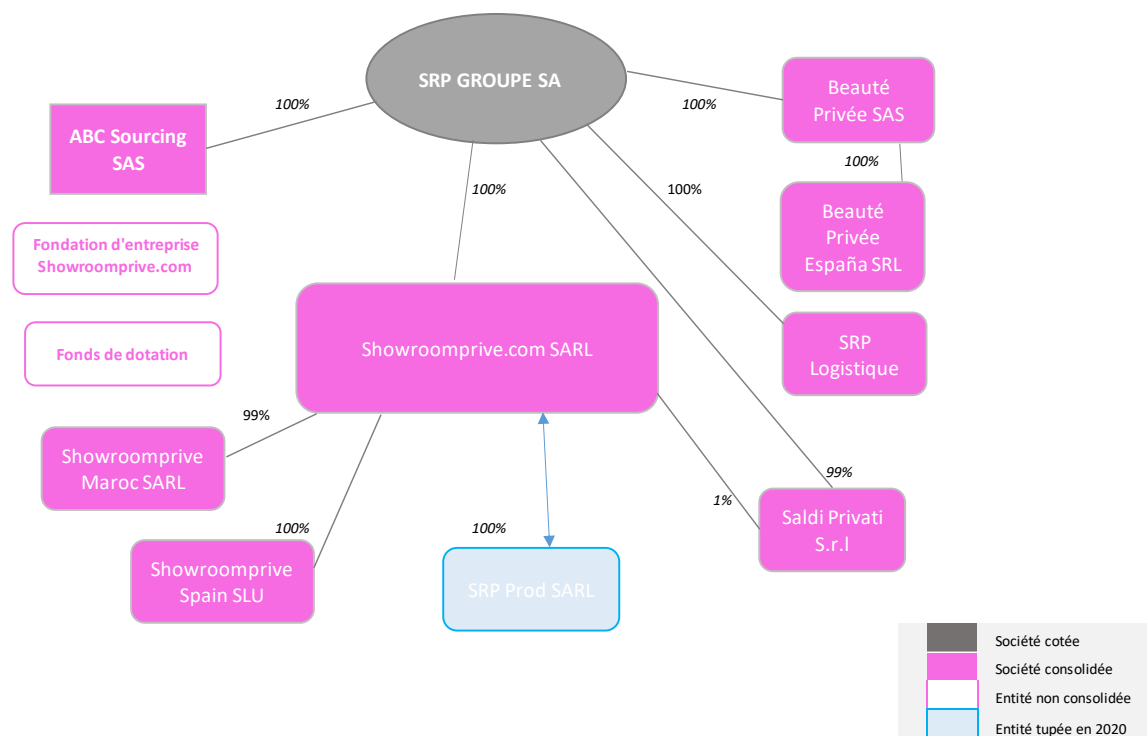 SRP GROUPE SA
100%
ABC Sourcing
SAS
100%
Beauté
Privée SAS
100%
Beauté
Privée
España SRL
100%
100%
SRP
Logistique
Fondation d'entreprise
Showroomprive.com
Fonds de dotation
Showroomprive.com SARL
99%
Showroomprive
Maroc SARL
100%
Showroomprive
Spain SLU
100%
SRP Prod SARL
1%
99%
Saldi Privati
S.r.l
Société cotée
Société consolidée
Entité non consolidée
Entité tupée en 2020